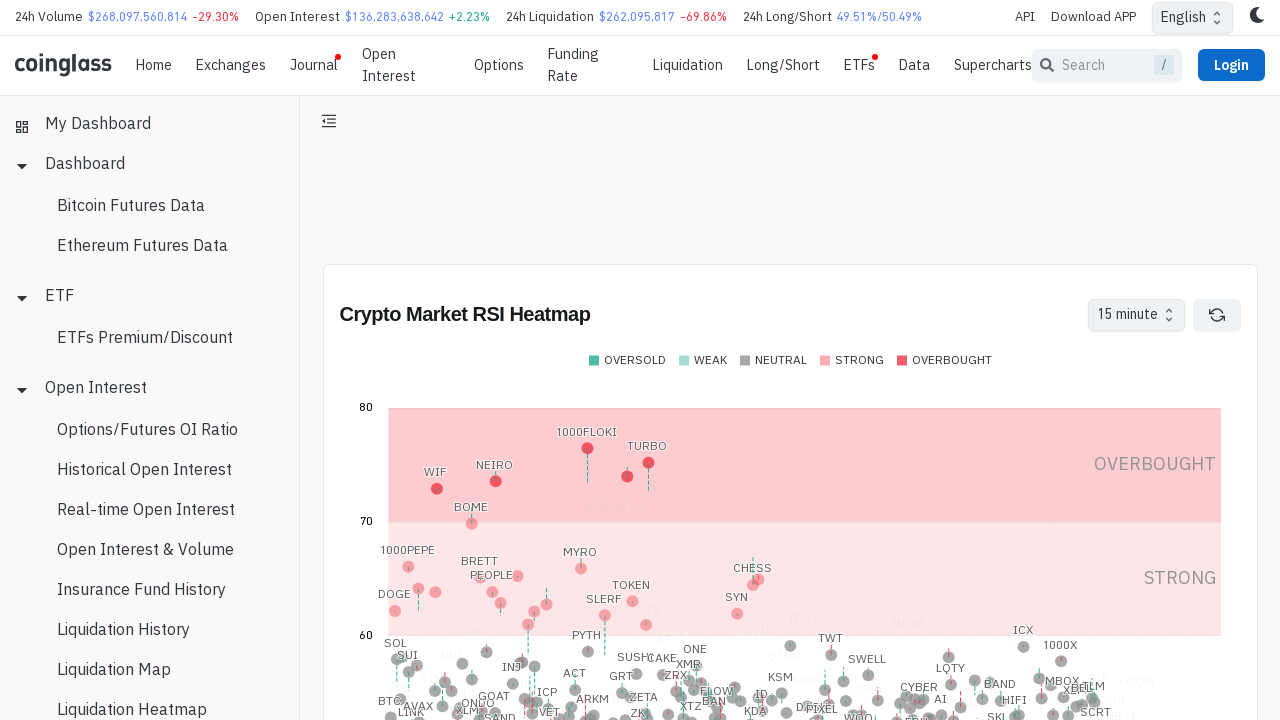 24h Volume $268,097,560,814 -29.30% Open Interest $136,283,638,642 +2.23% 24h Liquidation $262,095,817 -69.86% 24h Long/Short 49.51%/50.49% API Download APP English
coinglass Home Exchanges Journal Open Interest Options Funding Rate Liquidation Long/Short ETFs Data Supercharts Search / Login
My Dashboard
Dashboard
Bitcoin Futures Data
Ethereum Futures Data
ETF
ETFs Premium/Discount
Open Interest
Options/Futures OI Ratio
Historical Open Interest
Real-time Open Interest
Open Interest & Volume
Insurance Fund History
Liquidation History
Liquidation Map
Liquidation Heatmap
Crypto Market RSI Heatmap
15 minute
OVERSOLD WEAK NEUTRAL STRONG OVERBOUGHT
80
1000FLOKI
TURBO
OVERBOUGHT
WIF
NEIRO
BOME
70
1000PEPE
MYRO
BRETT
PEOPLE
CHESS
STRONG
TOKEN
DOGE
SLERF
SYN
60
PYTH
TWT
ICX
SOL
SUI
ONE
1000X
SUSHI
CAKE
XMR
SWELL
INJ
ACT
GRT
ZRX
LQTY
MBOX
BAND
CYBER
GOAT
ICP
ARKM
ZETA
FLOW
ID
AI
HIFI
BTC
AVAX
ONDO
XTZ
BAN
KDA
PIXEL
SCRT
LINK
XLM
SAND
VET